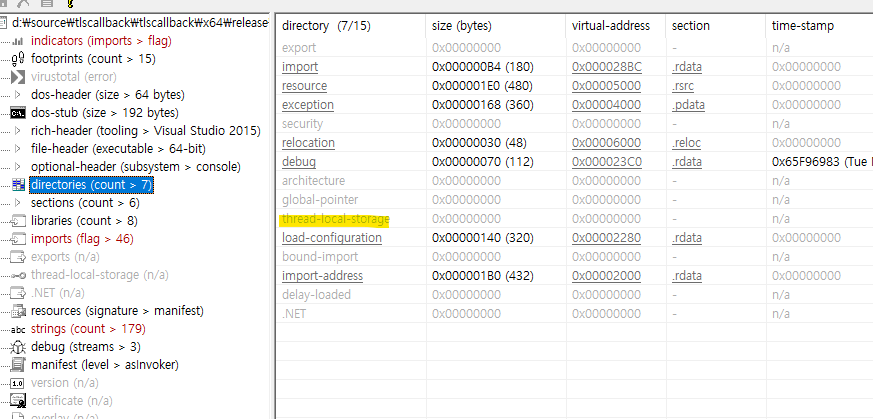 d:₩source₩tlscallback₩tlscallback₩x64₩release
indicators (imports > flag)
footprints (count > 15)
virustotal (error)
dos-header (size > 64 bytes)
dos-stub (size > 192 bytes)
rich-header (tooling > Visual Studio 2015)
file-header (executable > 64-bit)
optional-header (subsystem > console)
directories (count > 7)
sections (count > 6)
libraries (count > 8)
imports (flag > 46)
exports (n/a)
thread-local-storage (n/a)
.NET (n/a)
resources (signature > manifest)
abc strings (count > 179)
debug (streams > 3)
manifest (level > asInvoker)
1.0 version (n/a)
certificate (n/a)
overlay (n/a)
directory (7/15) size (bytes) virtual-address section time-stamp
export 0x00000000 0x00000000 - n/a
import 0x000000B4 (180) 0x000028BC .rdata 0x00000000
resource 0x000001E0 (480) 0x00005000 .rsrc 0x00000000
exception 0x00000168 (360) 0x00004000 .pdata 0x00000000
security 0x00000000 0x00000000 - n/a
relocation 0x00000030 (48) 0x00006000 .reloc 0x00000000
debug 0x00000070 (112) 0x000023C0 .rdata 0x65F96983 (Tue
architecture 0x00000000 0x00000000 - n/a
global-pointer 0x00000000 0x00000000 - n/a
thread-local-storage 0x00000000 0x00000000 - n/a
load-configuration 0x00000140 (320) 0x00002280 .rdata 0x00000000
bound-import 0x00000000 0x00000000 - n/a
import-address 0x000001B0 (432) 0x00002000 .rdata 0x00000000
delay-loaded 0x00000000 0x00000000 - n/a
.NET 0x00000000 0x00000000 - n/a